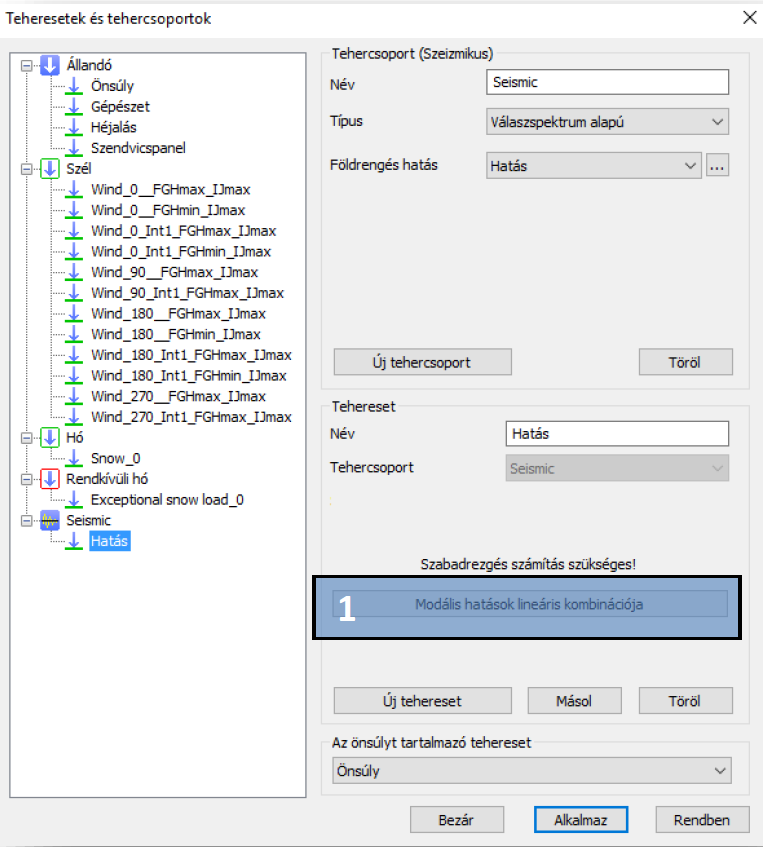 Teheresetek és tehercsoportok
Állandó
Önsúly
Gépészet
Héjalás
Szendvicspanel
Szél
Wind_0__FGHmax_IJmax
Wind_0__FGHmin_IJmax
Wind_0_Int1_FGHmax_IJmax
Wind_0_Int1_FGHmin_IJmax
Wind_90__FGHmax_IJmax
Wind_90_Int1_FGHmax_IJmax
Wind_180__FGHmax_IJmax
Wind_180__FGHmin_IJmax
Wind_180_Int1_FGHmax_IJmax
Wind_180_Int1_FGHmin_IJmax
Wind_270__FGHmax_IJmax
Wind_270_Int1_FGHmax_IJmax
Hó
Snow_0
Rendkívüli hó
Exceptional snow load_0
Seismic
Hatás
Tehercsoport (Szeizmikus)
Név Seismic
Típus Válaszspektrum alapú
Földrengés hatás Hatás ...
Új tehercsoport Töröl
Tehereset
Név Hatás
Tehercsoport Seismic
Szabadrezgés számítás szükséges!
1 Modális hatások lineáris kombinációja
Új tehereset Másol Töröl
Az önsúlyt tartalmazó tehereset
Önsúly
Bezár Alkalmaz Rendben